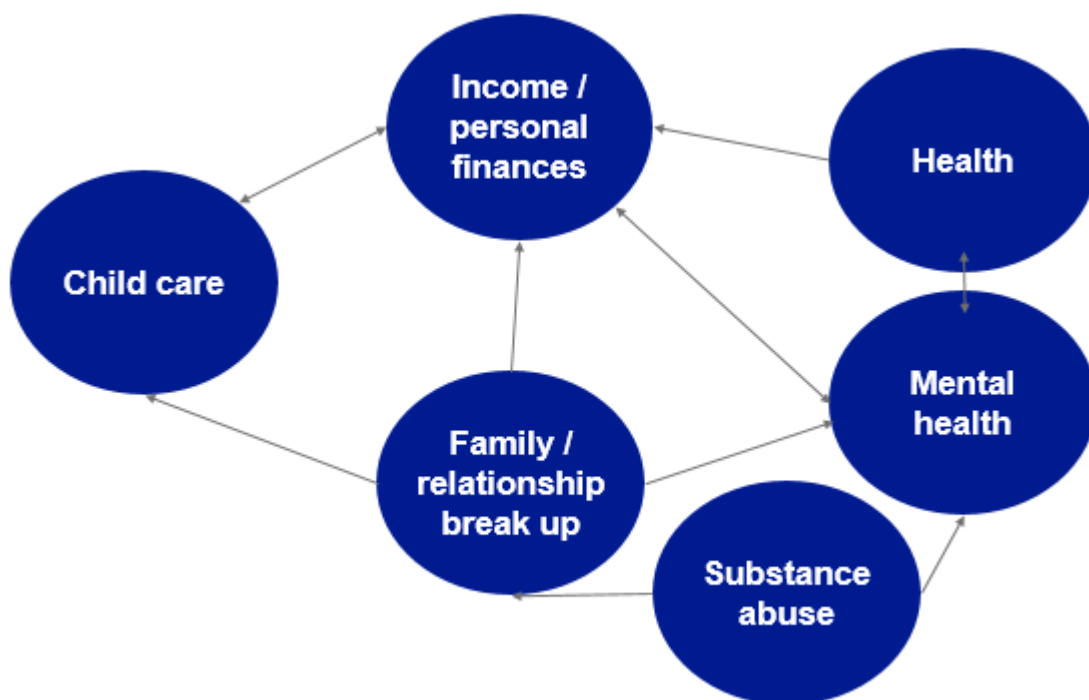 Income /
personal
finances
Health
Child care
Mental
health
Family /
relationship
break up
Substance
abuse